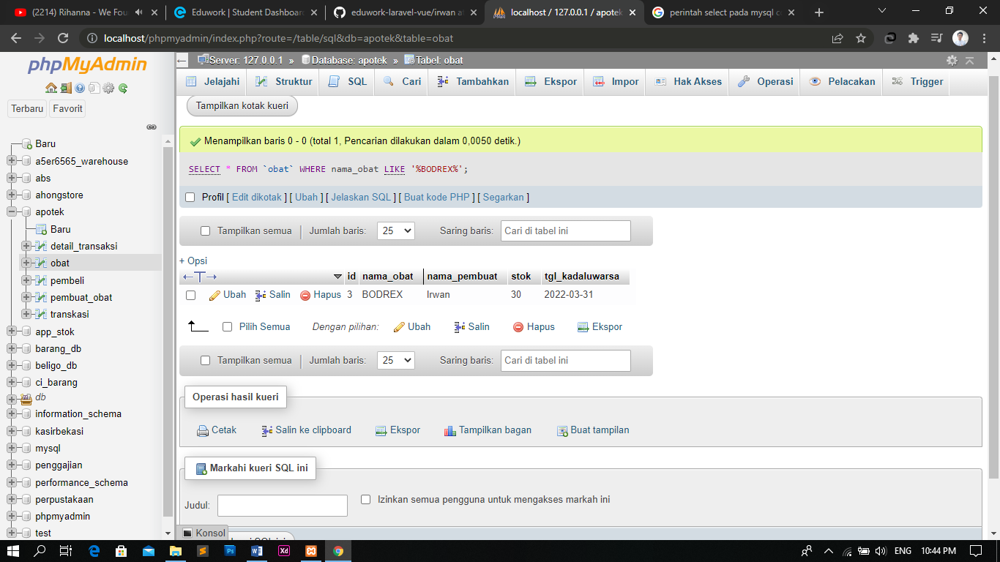 (2214) Rihanna - We Fou
Eduwork | Student Dashboar
eduwork-laravel-vue/irwan a
localhost / 127.0.0.1 / apotek
perintah select pada mysql c
localhost/phpmyadmin/index.php?route=/table/sql&db=apotek&table=obat
phpMyAdmin
Terbaru
Favorit
Baru
a5er6565_warehouse
abs
ahongstore
apotek
Baru
detail_transaksi
obat
pembeli
pembuat_obat
transkasi
app_stok
barang_db
beligo_db
ci_barang
db
information_schema
kasirbekasi
mysql
penggajian
performance_schema
perpustakaan
phpmyadmin
test
Server: 127.0.0.1 » Database: apotek » Tabel: obat
Jelajahi Struktur SQL Cari Tambahkan Ekspor Impor Hak Akses Operasi Pelacakan Trigger
Tampilkan kotak kueri
Menampilkan baris 0 - 0 (total 1, Pencarian dilakukan dalam 0,0050 detik.)
SELECT * FROM `obat` WHERE nama_obat LIKE '%BODREX%';
Profil [ Edit dikotak ] [ Ubah ] [ Jelaskan SQL ] [ Buat kode PHP ] [ Segarkan ]
Tampilkan semua | Jumlah baris: 25 Saring baris: Cari di tabel ini
+ Opsi
←T→ id nama_obat nama_pembuat stok tgl_kadaluwarsa
Ubah Salin Hapus 3 BODREX Irwan 30 2022-03-31
Pilih Semua Dengan pilihan: Ubah Salin Hapus Ekspor
Tampilkan semua | Jumlah baris: 25 Saring baris: Cari di tabel ini
Operasi hasil kueri
Cetak Salin ke clipboard Ekspor Tampilkan bagan Buat tampilan
Markahi kueri SQL ini
Judul: Izinkan semua pengguna untuk mengakses markah ini
Konsol
ENG 10:44 PM